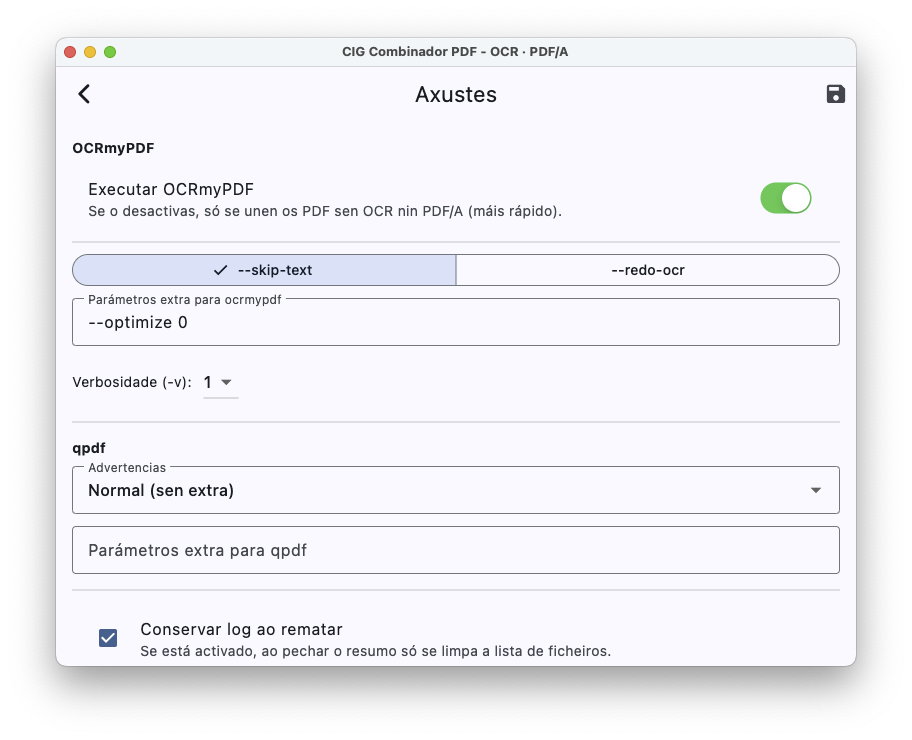 CIG Combinador PDF - OCR · PDF/A
Axustes
OCRmyPDF
Executar OCRmyPDF
Se o desactivas, só se unen os PDF sen OCR nin PDF/A (máis rápido).
--skip-text
--redo-ocr
Parámetros extra para ocrmypdf
--optimize 0
Verbosidade (-v): 1
qpdf
Advertencias
Normal (sen extra)
Parámetros extra para qpdf
Conservar log ao rematar
Se está activado, ao pechar o resumo só se limpa a lista de ficheiros.